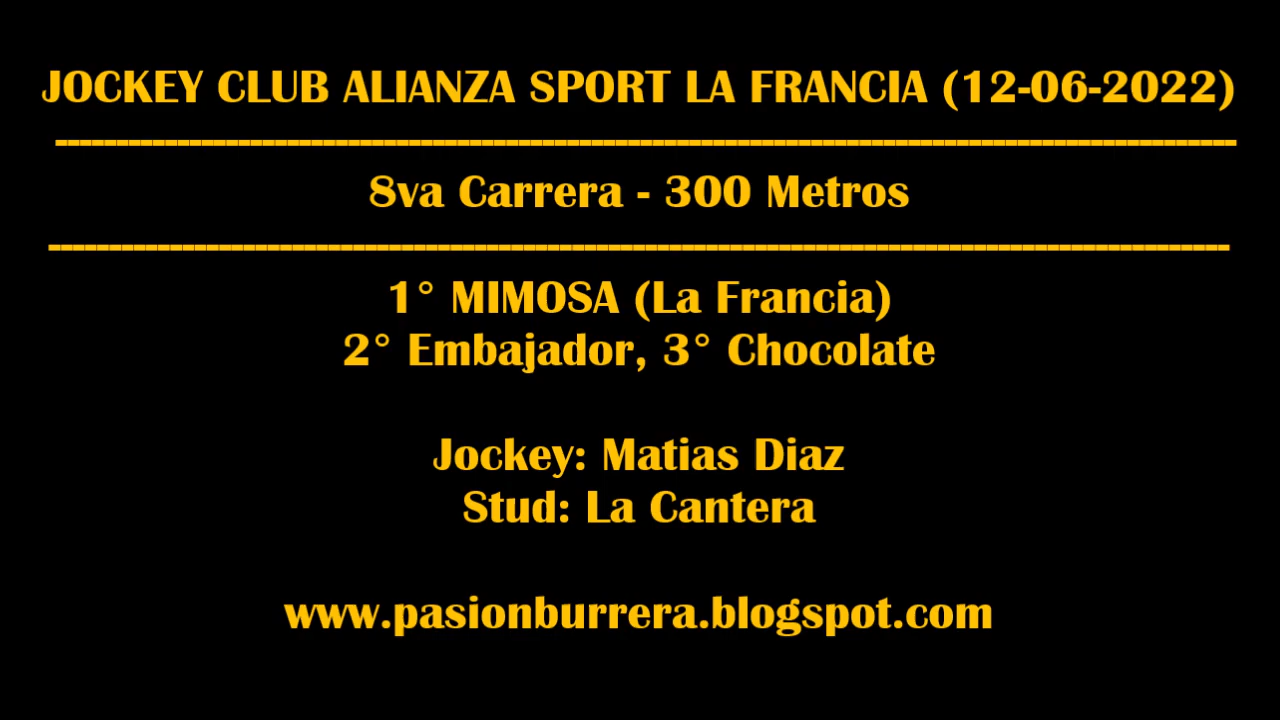 JOCKEY CLUB ALIANZA SPORT LA FRANCIA (12-06-2022)
8va Carrera - 300 Metros
1° MIMOSA (La Francia)
2° Embajador, 3° Chocolate
Jockey: Matias Diaz
Stud: La Cantera
www.pasionburrera.blogspot.com